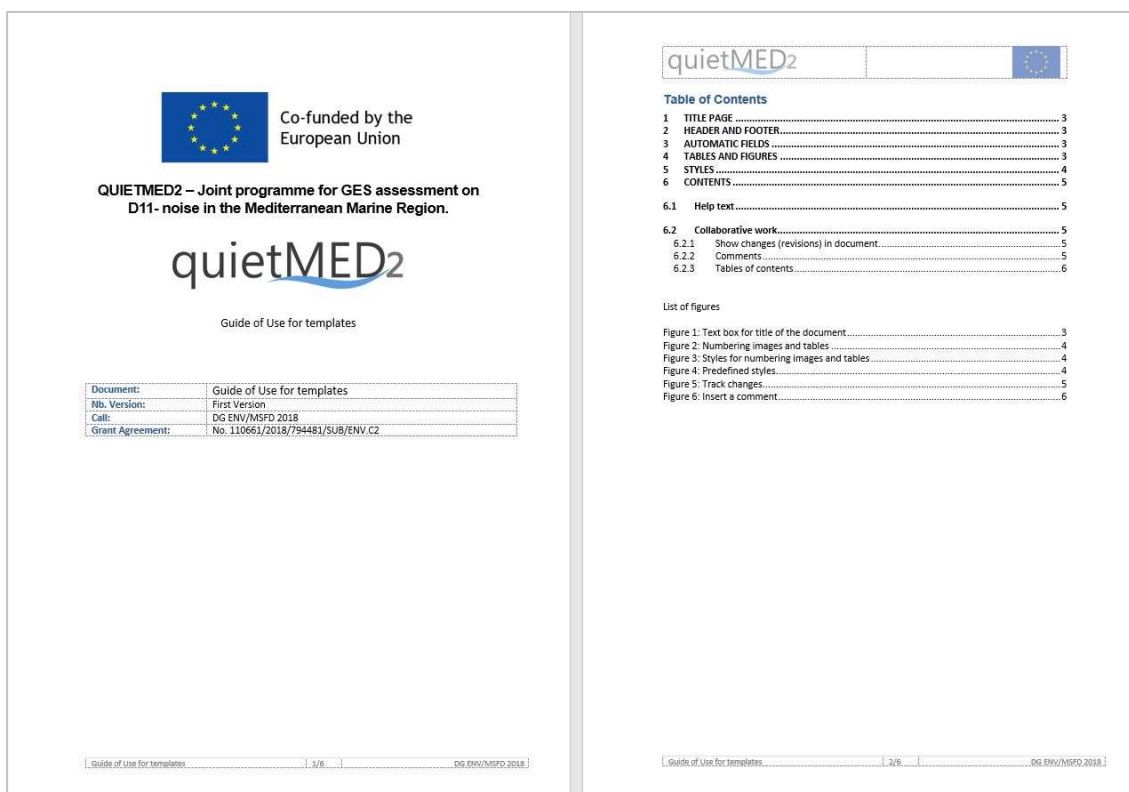 Co-funded by the
European Union
QUIETMED2 – Joint programme for GES assessment on
D11- noise in the Mediterranean Marine Region.
quietMED2
Guide of Use for templates
Document: Guide of Use for templates
Nb. Version: First Version
Call: DG ENV/MSFD 2018
Grant Agreement: No. 110661/2018/794481/SUB/ENV.C2
Guide of Use for templates 1/6 DG ENV/MSFD 2018
quietMED2
Table of Contents
1 TITLE PAGE 3
2 HEADER AND FOOTER 3
3 AUTOMATIC FIELDS 3
4 TABLES AND FIGURES 3
5 STYLES 4
6 CONTENTS 5
6.1 Help text 5
6.2 Collaborative work 5
6.2.1 Show changes (revisions) in document 5
6.2.2 Comments 5
6.2.3 Tables of contents 6
List of figures
Figure 1: Text box for title of the document 3
Figure 2: Numbering images and tables 4
Figure 3: Styles for numbering images and tables 4
Figure 4: Predefined styles 4
Figure 5: Track changes 5
Figure 6: Insert a comment 6
Guide of Use for templates 2/6 DG ENV/MSFD 2018